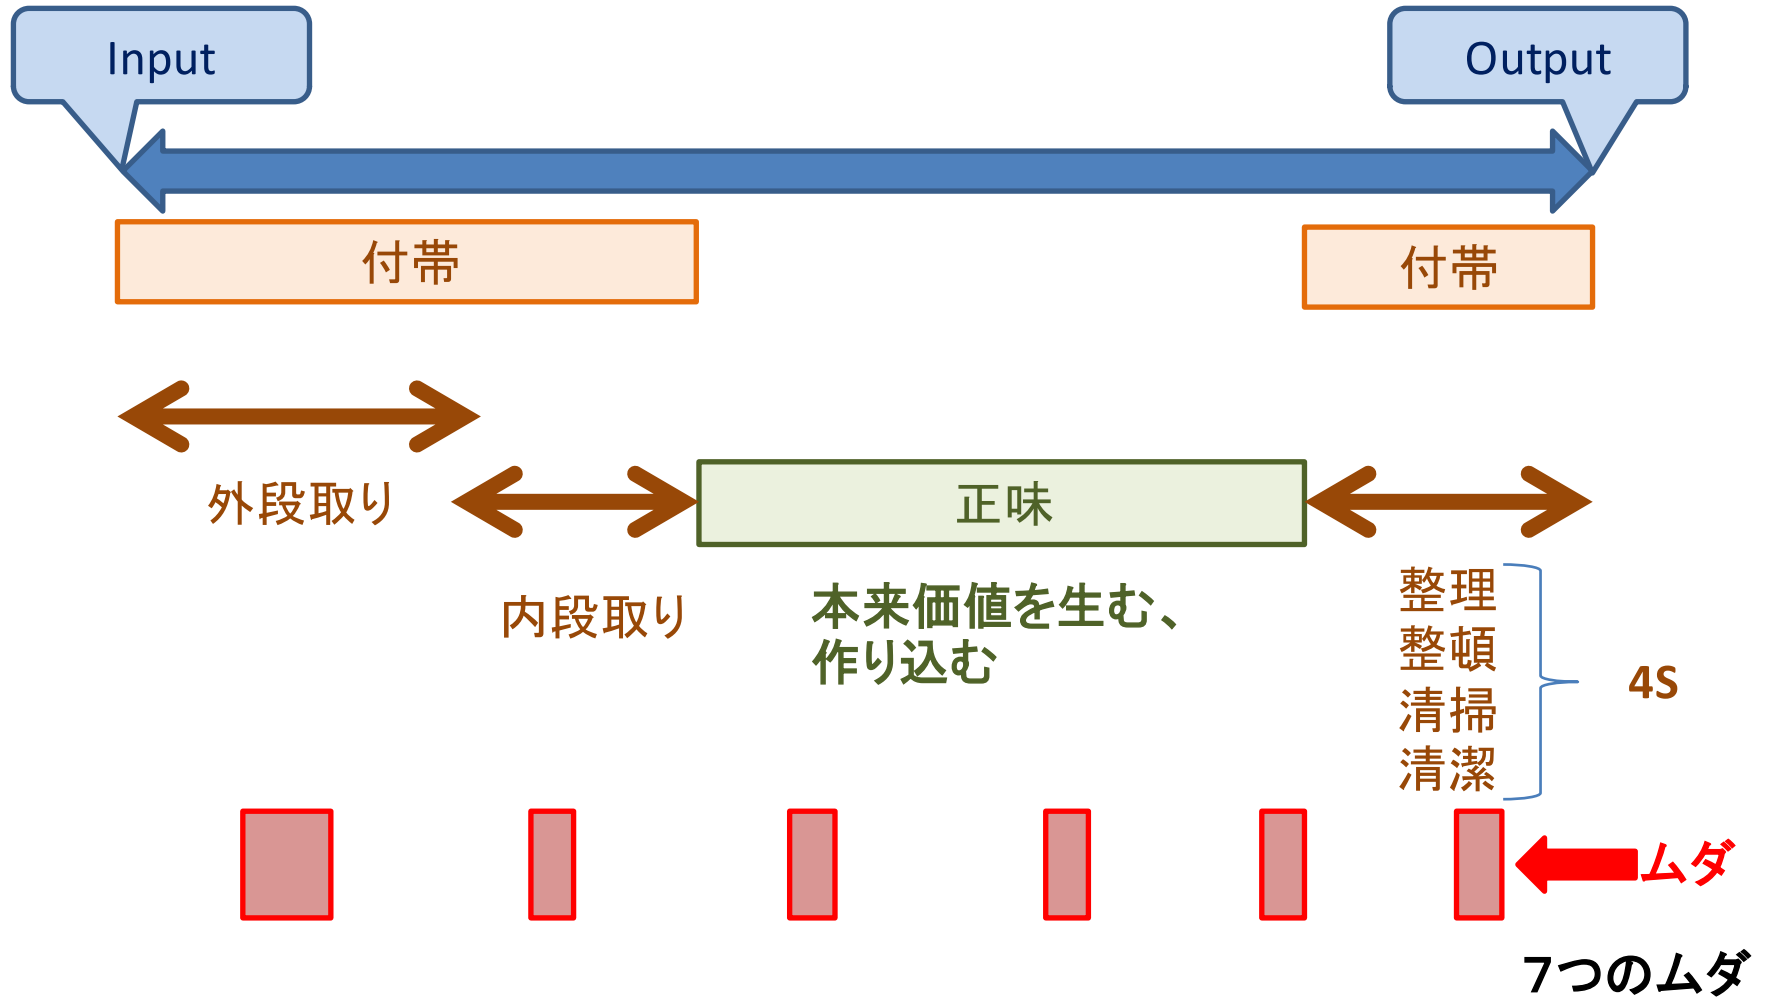 Input
Output
付帯
付帯
外段取り
正味
内段取り
本来価値を生む、
作り込む
整理
整頓
清掃
清潔
4S
ムダ
7つのムダ